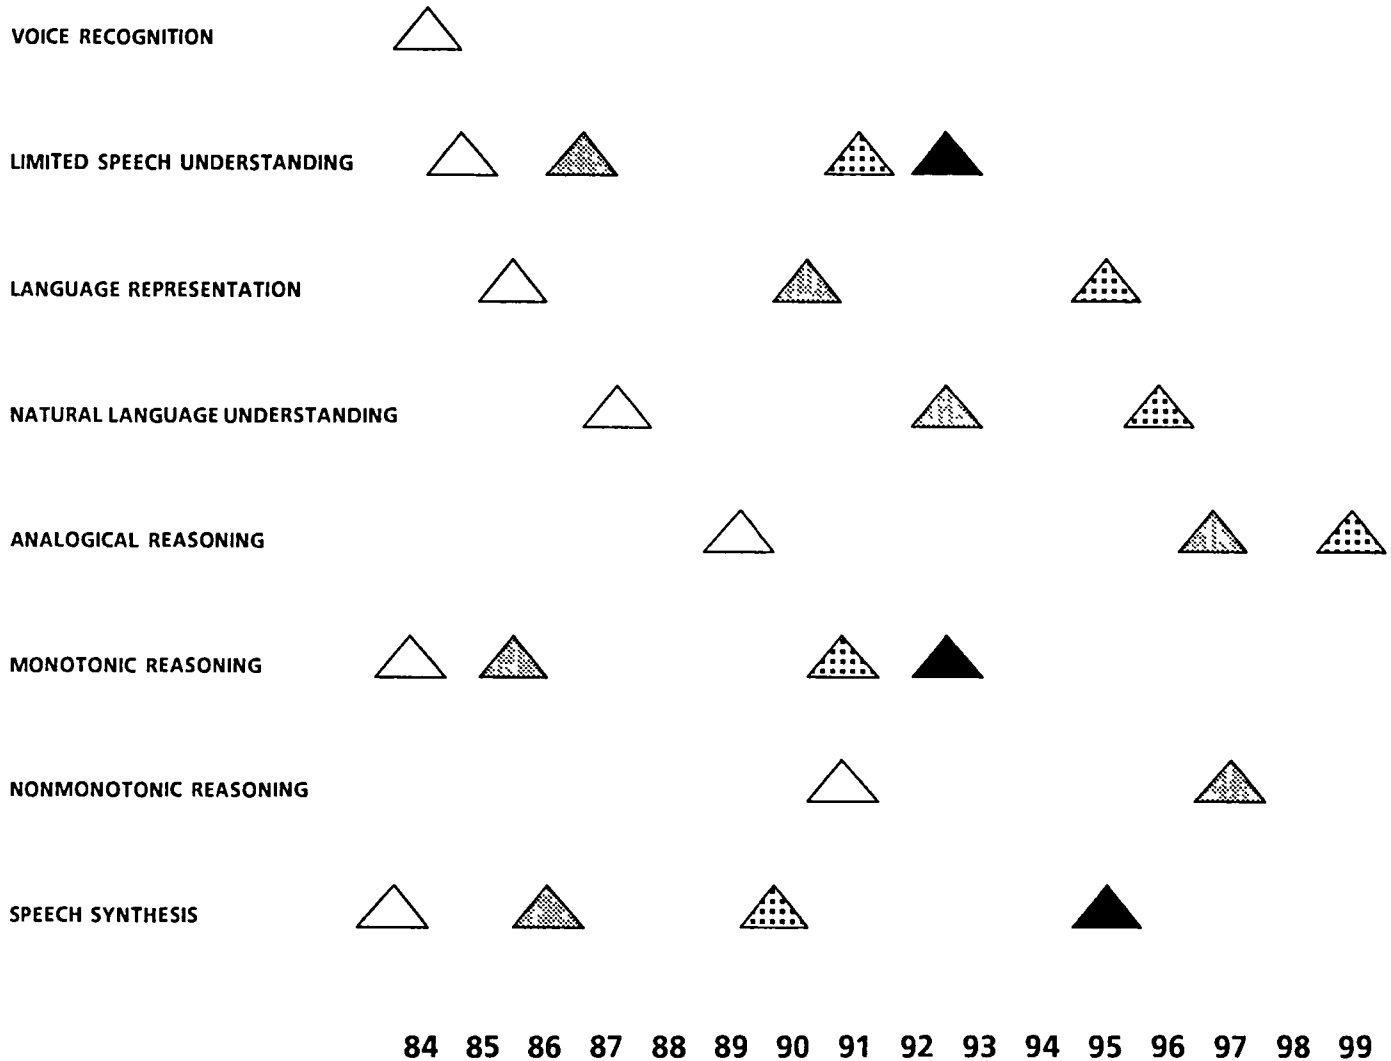 VOICE RECOGNITION
LIMITED SPEECH UNDERSTANDING
LANGUAGE REPRESENTATION
NATURAL LANGUAGE UNDERSTANDING
ANALOGICAL REASONING
MONOTONIC REASONING
NONMONOTONIC REASONING
SPEECH SYNTHESIS
84 85 86 87 88 89 90 91 92 93 94 95 96 97 98 99